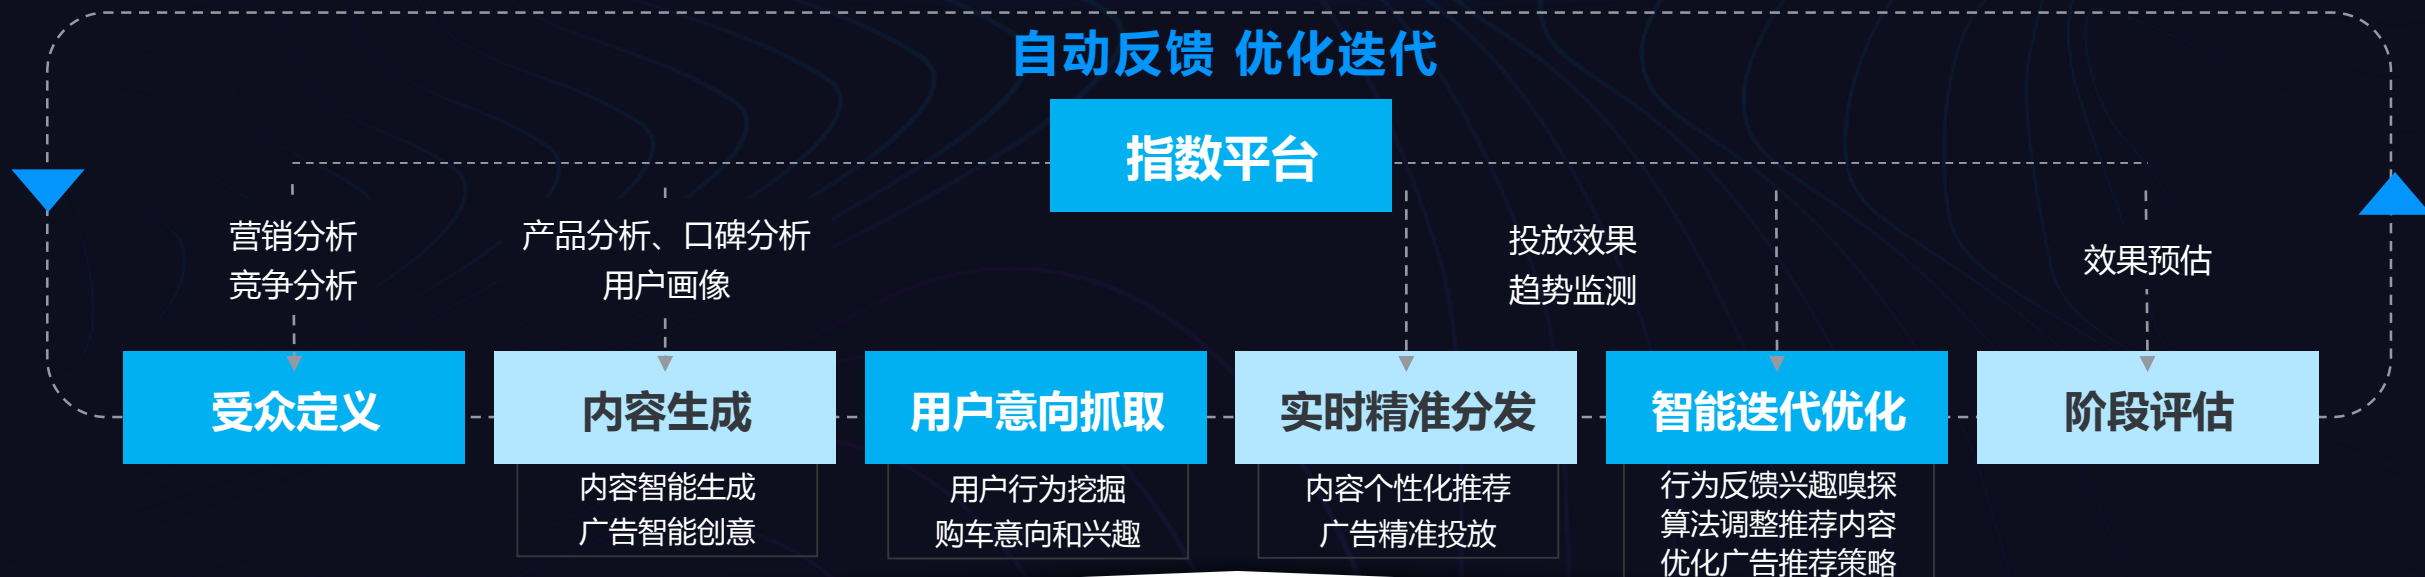 自动反馈 优化迭代
指数平台
营销分析
竞争分析
产品分析、口碑分析
用户画像
投放效果
趋势监测
效果预估
受众定义
内容生成
用户意向抓取
实时精准分发
智能迭代优化
阶段评估
内容智能生成
广告智能创意
用户行为挖掘
购车意向和兴趣
内容个性化推荐
广告精准投放
行为反馈兴趣嗅探
算法调整推荐内容
优化广告推荐策略